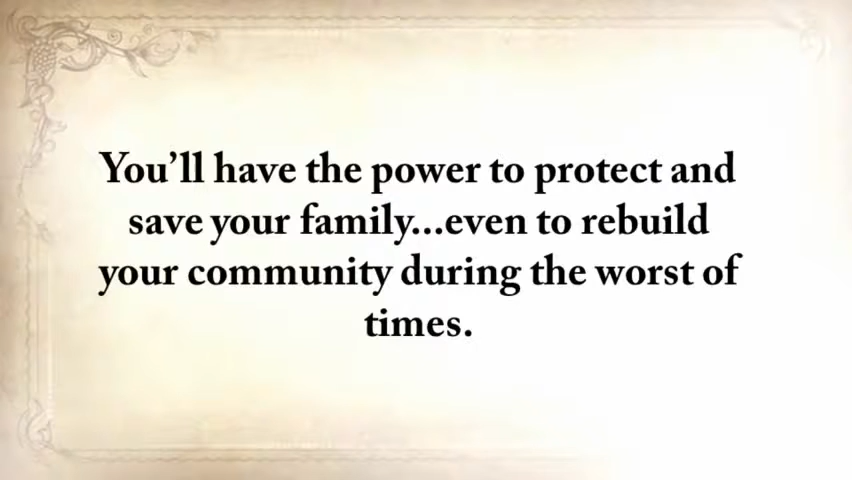 You’ll have the power to protect and
save your family...even to rebuild
your community during the worst of
times.